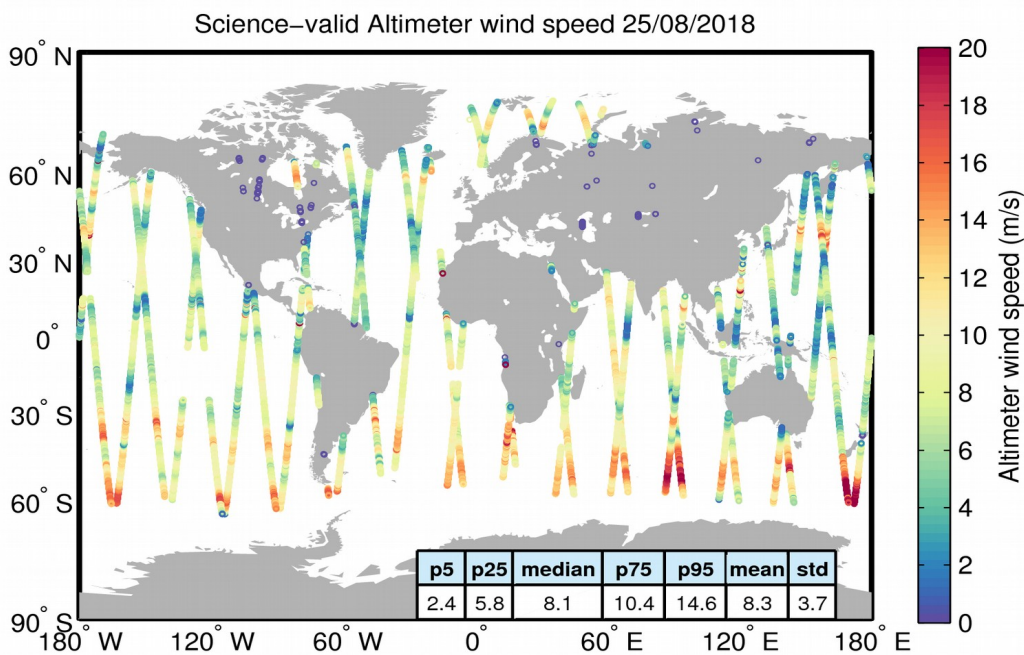 Science−valid Altimeter wind speed 25/08/2018
90° N
60° N
30° N
0°
30° S
60° S
90° S
180° W
120° W
60° W
0°
60° E
120° E
180° E
p5 p25 median p75 p95 mean std
2.4 5.8 8.1 10.4 14.6 8.3 3.7
20
18
16
14
12
10
8
6
4
2
0
Altimeter wind speed (m/s)